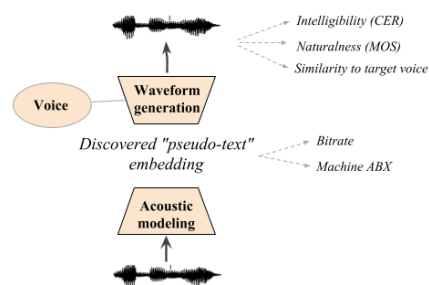 Intelligibility (CER)
Naturalness (MOS)
Similarity to target voice
Waveform
generation
Voice
Discovered "pseudo-text"
embedding
Bitrate
Machine ABX
Acoustic
modeling